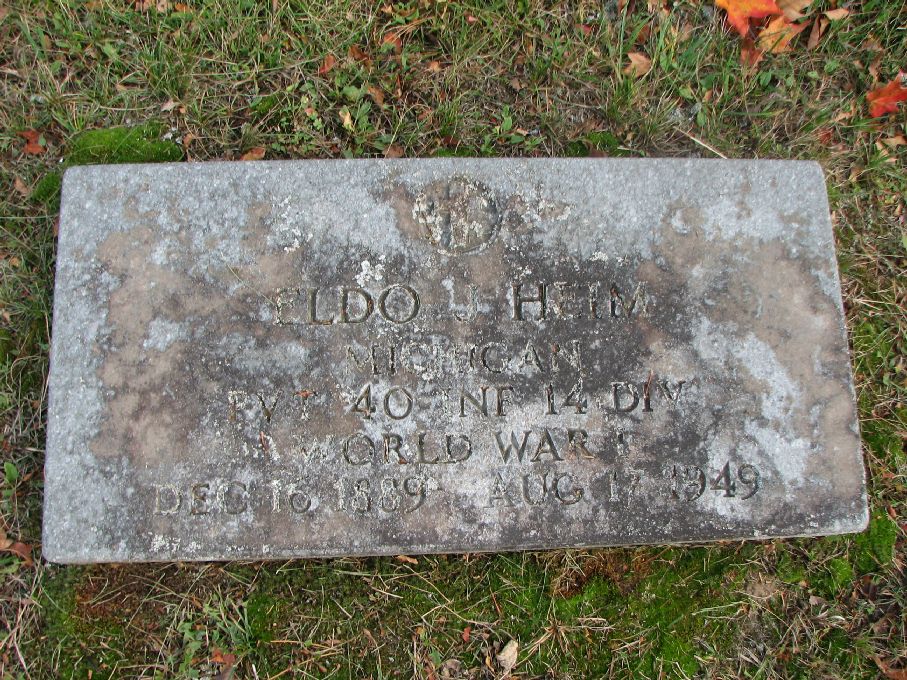 ELDO J HEIM
MICHIGAN
PVT 40 INF 14 DIV
WORLD WAR I
DEC 16 1889 AUG 17 1949